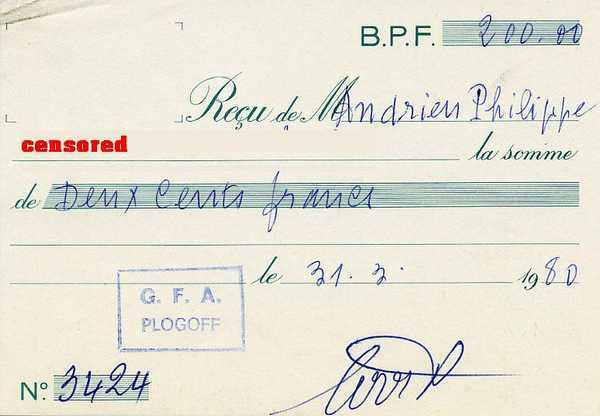 B.P.F. 200.00
Reçu de M Andrieu Philippe
censored
la somme
de Deux Cents francs
le 31.3. 1980
G. F. A.
PLOGOFF
N° 3424